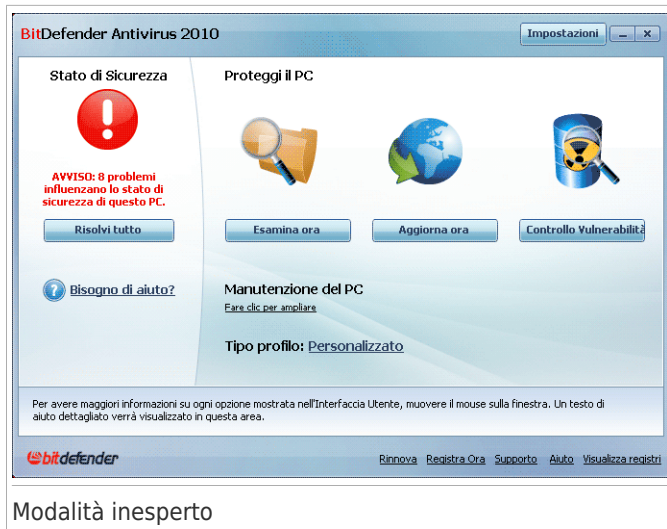 BitDefender Antivirus 2010
Impostazioni
Stato di Sicurezza
AVVISO: 8 problemi
influenzano lo stato di
sicurezza di questo PC.
Risolvi tutto
Bisogno di aiuto?
Proteggi il PC
Esamina ora
Aggiorna ora
Controllo Vulnerabilità
Manutenzione del PC
Fare clic per ampliare
Tipo profilo: Personalizzato
Per avere maggiori informazioni su ogni opzione mostrata nell'Interfaccia Utente, muovere il mouse sulla finestra. Un testo di
aiuto dettagliato verrà visualizzato in questa area.
bitdefender
Rinnova Registra Ora Supporto Aiuto Visualizza registri
Modalità inesperto